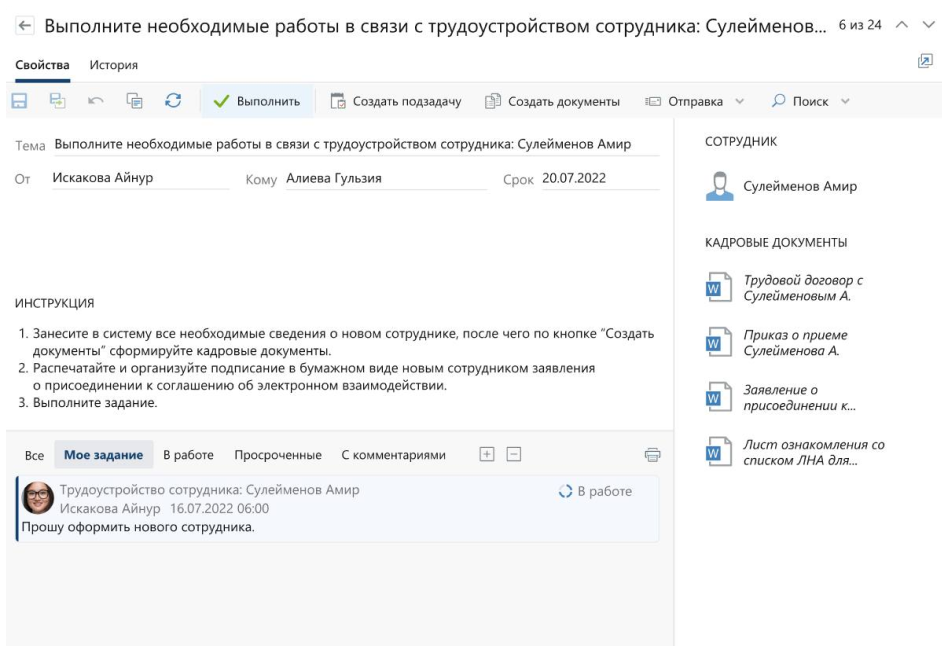 Выполните необходимые работы в связи с трудоустройством сотрудника: Сулейменов... 6 из 24
Свойства История
Выполнить Создать подзадачу Создать документы Отправка Поиск
Тема Выполните необходимые работы в связи с трудоустройством сотрудника: Сулейменов Амир
От Искакова Айнур Кому Алиева Гульзия Срок 20.07.2022
ИНСТРУКЦИЯ
1. Занесите в систему все необходимые сведения о новом сотруднике, после чего по кнопке "Создать
документы" сформируйте кадровые документы.
2. Распечатайте и организуйте подписание в бумажном виде новым сотрудником заявления
о присоединении к соглашению об электронном взаимодействии.
3. Выполните задание.
Все Мое задание В работе Просроченные С комментариями
Трудоустройство сотрудника: Сулейменов Амир В работе
Искакова Айнур 16.07.2022 06:00
Прошу оформить нового сотрудника.
СОТРУДНИК
Сулейменов Амир
КАДРОВЫЕ ДОКУМЕНТЫ
W Трудовой договор с
Сулейменовым А.
W Приказ о приеме
Сулейменова А.
W Заявление о
присоединении к...
W Лист ознакомления со
списком ЛНА для...